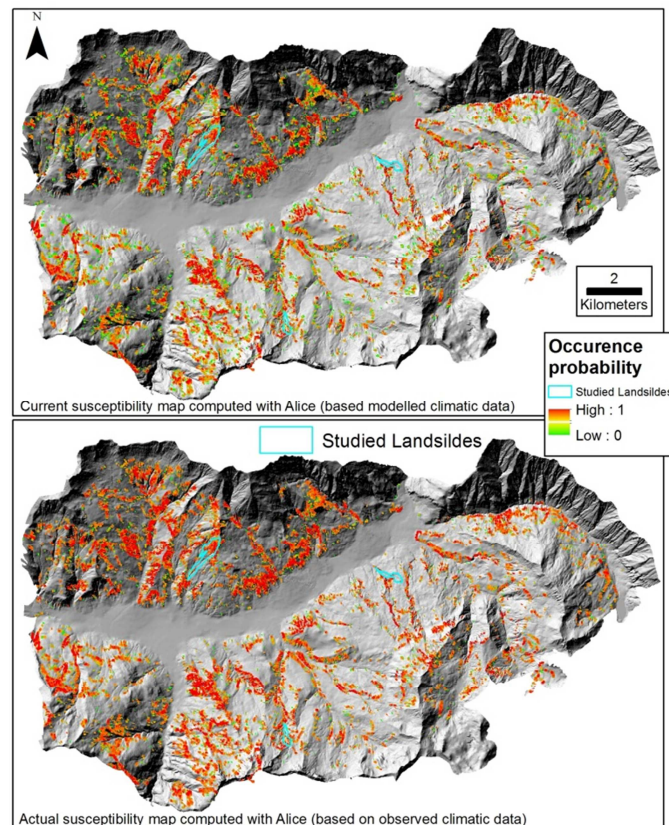 N
2
Kilometers
Occurence
probability
Studied Landsildes
High : 1
Low : 0
Current susceptibility map computed with Alice (based modelled climatic data)
Studied Landsildes
Actual susceptibility map computed with Alice (based on observed climatic data)